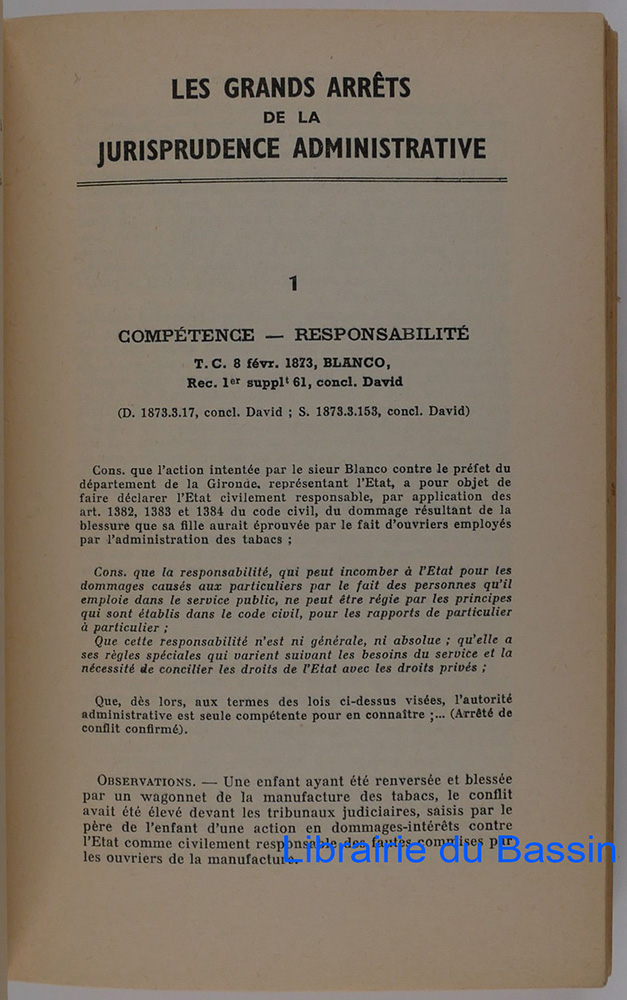 LES GRANDS ARRÊTS
DE LA
JURISPRUDENCE ADMINISTRATIVE
1
COMPÉTENCE — RESPONSABILITÉ
T. C. 8 févr. 1873, BLANCO,
Rec. 1er supplt 61, concl. David
(D. 1873.3.17, concl. David ; S. 1873.3.153, concl. David)
Cons. que l'action intentée par le sieur Blanco contre le préfet du
département de la Gironde, représentant l'Etat, a pour objet de
faire déclarer l'Etat civilement responsable, par application des
art. 1382, 1383 et 1384 du code civil, du dommage résultant de la
blessure que sa fille aurait éprouvée par le fait d'ouvriers employés
par l'administration des tabacs ;
Cons. que la responsabilité, qui peut incomber à l'Etat pour les
dommages causés aux particuliers par le fait des personnes qu'il
emploie dans le service public, ne peut être régie par les principes
qui sont établis dans le code civil, pour les rapports de particulier
à particulier ;
Que cette responsabilité n'est ni générale, ni absolue ; qu'elle a
ses règles spéciales qui varient suivant les besoins du service et la
nécessité de concilier les droits de l'Etat avec les droits privés ;
Que, dès lors, aux termes des lois ci-dessus visées, l'autorité
administrative est seule compétente pour en connaître ;... (Arrêté de
conflit confirmé).
OBSERVATIONS. — Une enfant ayant été renversée et blessée
par un wagonnet de la manufacture des tabacs, le conflit
avait été élevé devant les tribunaux judiciaires, saisis par le
père de l'enfant d'une action en dommages-intérêts contre
l'Etat comme civilement responsable des fautes commises par
les ouvriers de la manufacture.
Librairie du Bassin